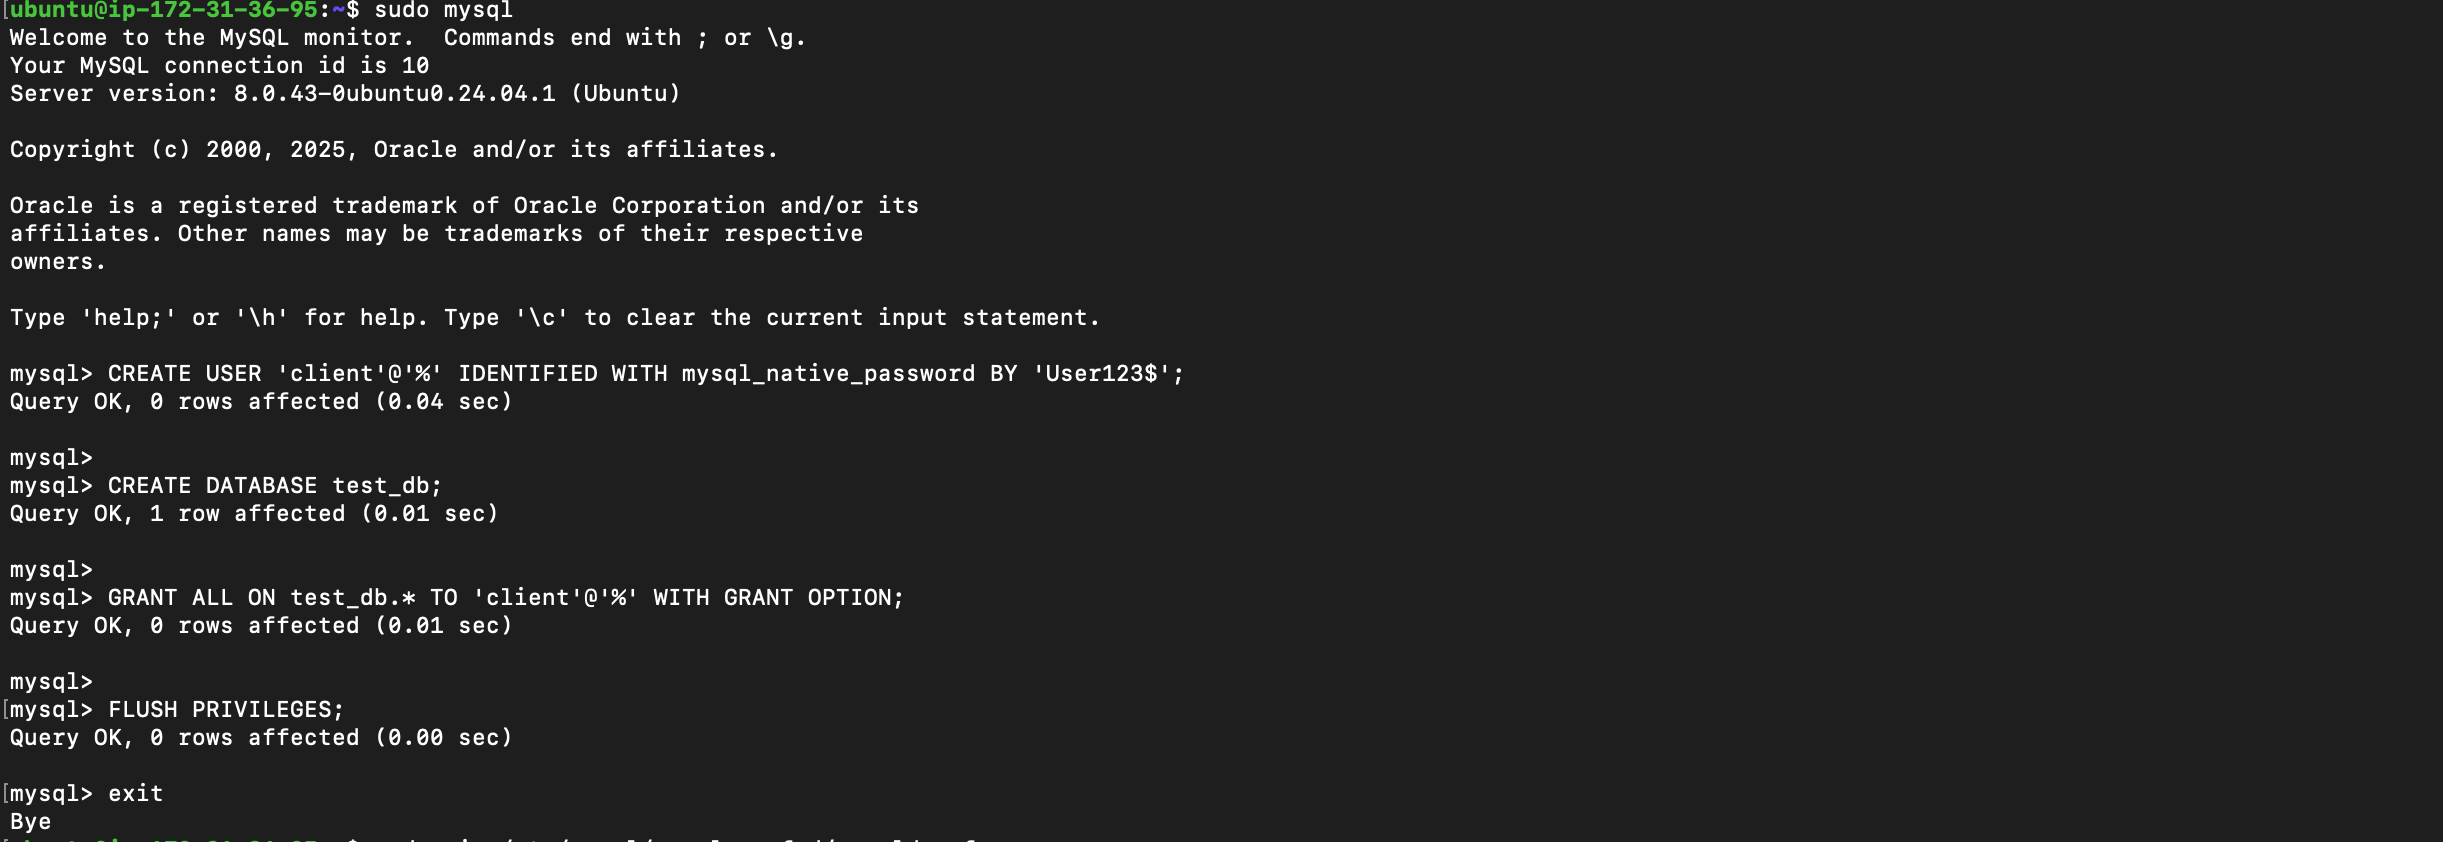 ubuntu@ip-172-31-36-95:~$ sudo mysql
Welcome to the MySQL monitor.  Commands end with ; or \g.
Your MySQL connection id is 10
Server version: 8.0.43-0ubuntu0.24.04.1 (Ubuntu)
Copyright (c) 2000, 2025, Oracle and/or its affiliates.
Oracle is a registered trademark of Oracle Corporation and/or its
affiliates. Other names may be trademarks of their respective
owners.
Type 'help;' or '\h' for help. Type '\c' to clear the current input statement.
mysql> CREATE USER 'client'@'%' IDENTIFIED WITH mysql_native_password BY 'User123$';
Query OK, 0 rows affected (0.04 sec)
mysql>
mysql> CREATE DATABASE test_db;
Query OK, 1 row affected (0.01 sec)
mysql>
mysql> GRANT ALL ON test_db.* TO 'client'@'%' WITH GRANT OPTION;
Query OK, 0 rows affected (0.01 sec)
mysql>
mysql> FLUSH PRIVILEGES;
Query OK, 0 rows affected (0.00 sec)
mysql> exit
Bye